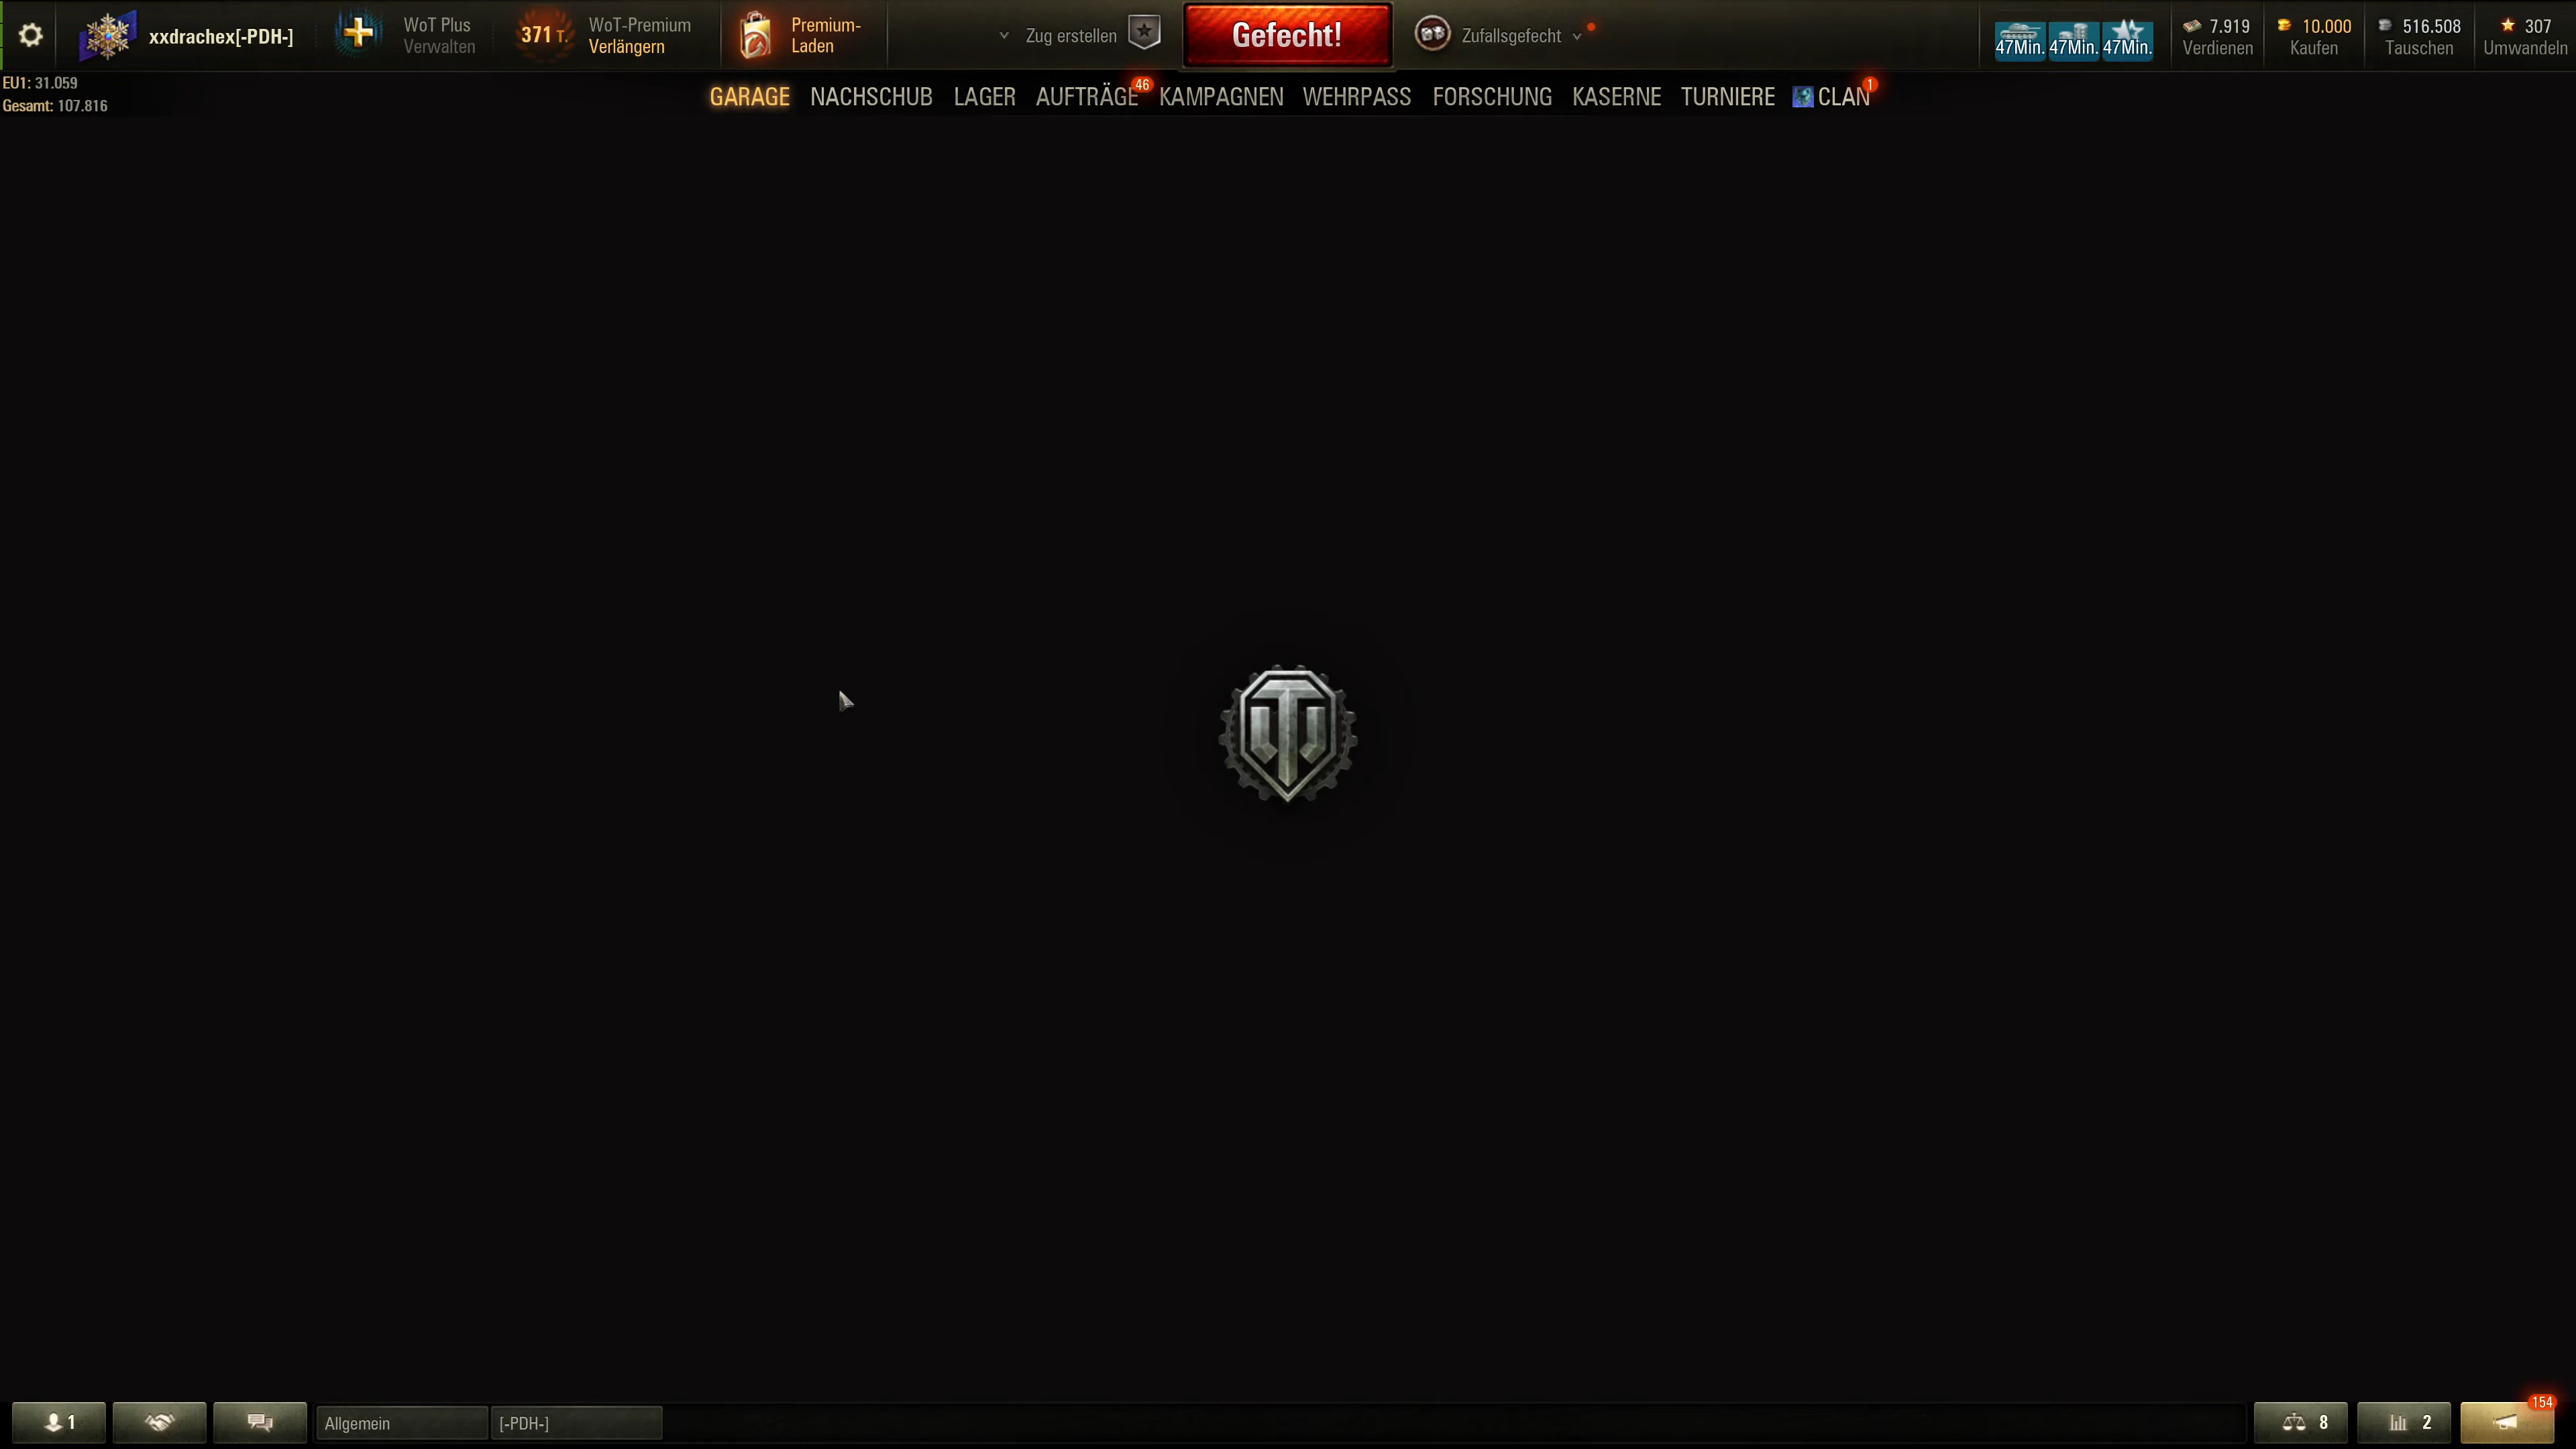 xxdrachex[-PDH-]
WoT Plus
Verwalten
371 T.
WoT-Premium
Verlängern
Premium-
Laden
Zug erstellen
Gefecht!
Zufallsgefecht
47Min. 47Min. 47Min.
7.919
Verdienen
10.000
Kaufen
516.508
Tauschen
307
Umwandeln
EU1: 31.059
Gesamt: 107.816
GARAGE NACHSCHUB LAGER AUFTRÄGE 46 KAMPAGNEN WEHRPASS FORSCHUNG KASERNE TURNIERE CLAN 1
1
Allgemein
[-PDH-]
8
2
154